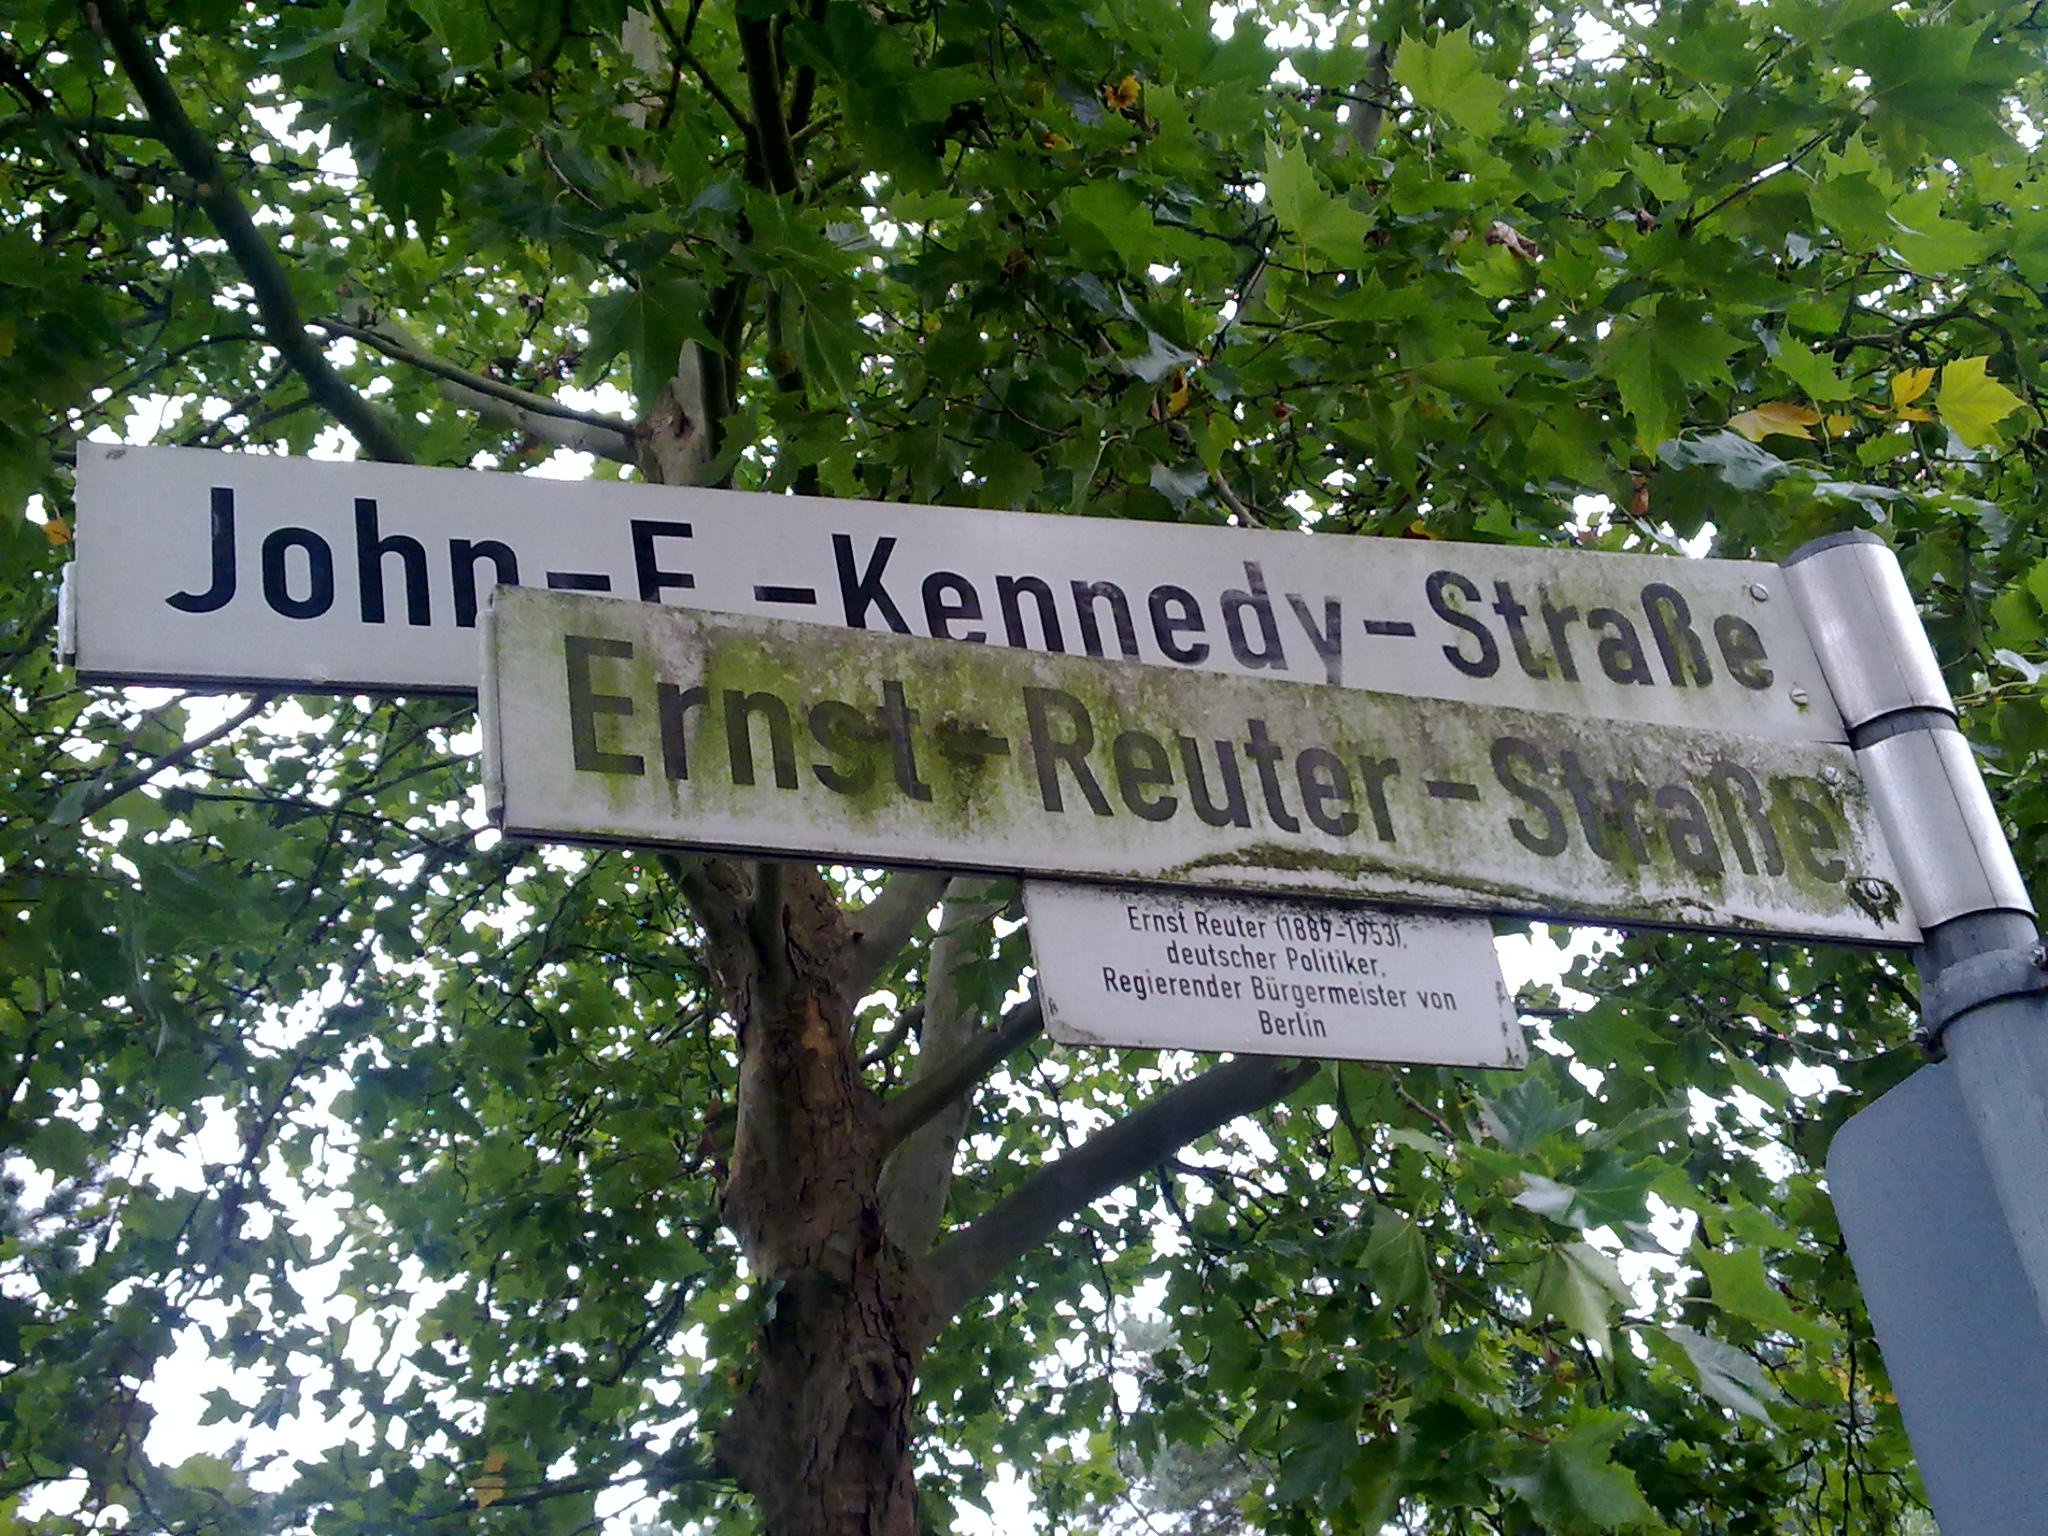 John-F.-Kennedy-Straße
Ernst-Reuter-Straße
Ernst Reuter (1889-1953),
deutscher Politiker,
Regierender Bürgermeister von
Berlin